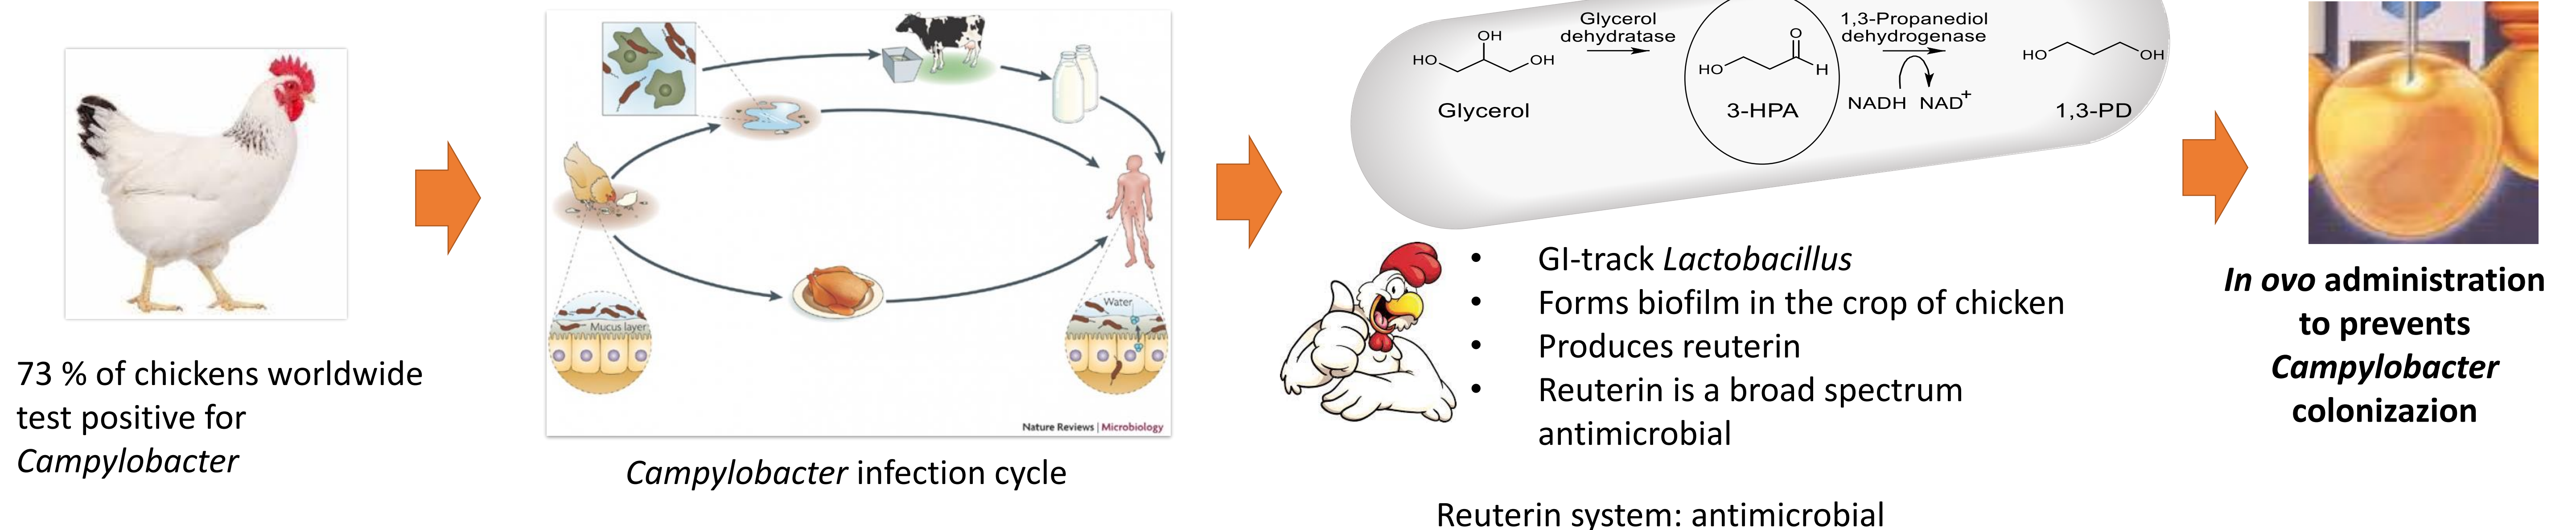 73 % of chickens worldwide
test positive for
Campylobacter
Water
Mucus layer
Nature Reviews | Microbiology
Campylobacter infection cycle
Glycerol
dehydratase
1,3-Propanediol
dehydrogenase
OH
HO
OH
Glycerol
O
HO
H
3-HPA
NADH NAD+
HO
OH
1,3-PD
• GI-track Lactobacillus
• Forms biofilm in the crop of chicken
• Produces reuterin
• Reuterin is a broad spectrum
antimicrobial
Reuterin system: antimicrobial
In ovo administration
to prevents
Campylobacter
colonizazion